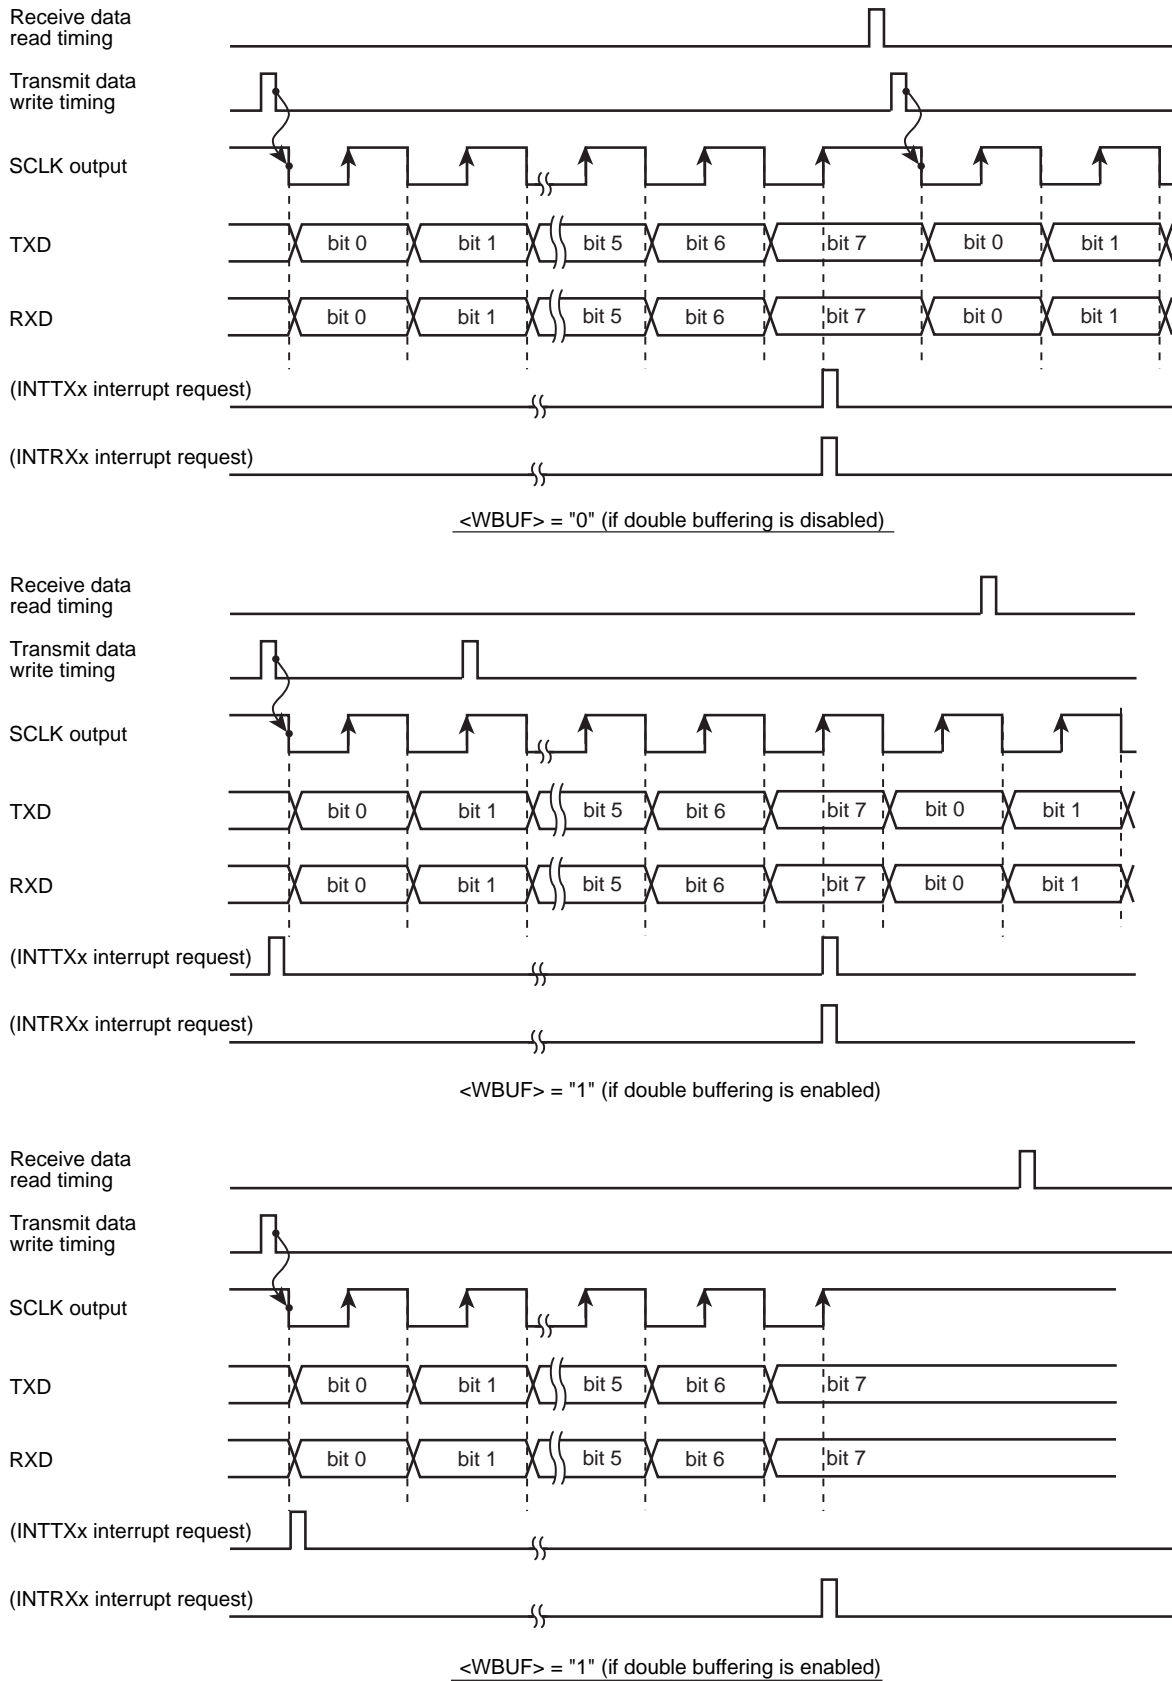 Receive data
read timing
Transmit data
write timing
SCLK output
TXD
bit 0 bit 1 bit 5 bit 6 bit 7 bit 0 bit 1
RXD
bit 0 bit 1 bit 5 bit 6 bit 7 bit 0 bit 1
(INTTXx interrupt request)
(INTRXx interrupt request)
<WBUF> = "0" (if double buffering is disabled)
Receive data
read timing
Transmit data
write timing
SCLK output
TXD
bit 0 bit 1 bit 5 bit 6 bit 7 bit 0 bit 1
RXD
bit 0 bit 1 bit 5 bit 6 bit 7 bit 0 bit 1
(INTTXx interrupt request)
(INTRXx interrupt request)
<WBUF> = "1" (if double buffering is enabled)
Receive data
read timing
Transmit data
write timing
SCLK output
TXD
bit 0 bit 1 bit 5 bit 6 bit 7
RXD
bit 0 bit 1 bit 5 bit 6 bit 7
(INTTXx interrupt request)
(INTRXx interrupt request)
<WBUF> = "1" (if double buffering is enabled)